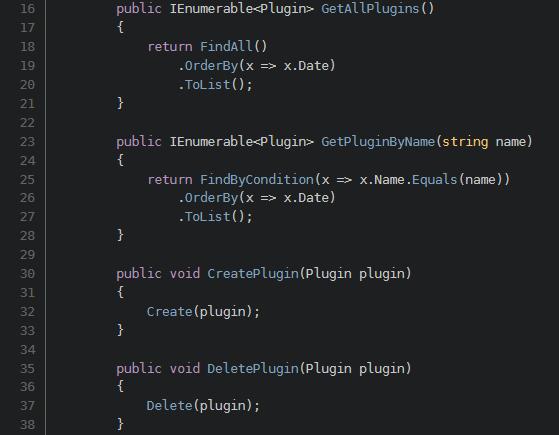 16 public IEnumerable<Plugin> GetAllPlugins()
17 {
18 return FindAll()
19 .OrderBy(x => x.Date)
20 .ToList();
21 }
22
23 public IEnumerable<Plugin> GetPluginByName(string name)
24 {
25 return FindByCondition(x => x.Name.Equals(name))
26 .OrderBy(x => x.Date)
27 .ToList();
28 }
29
30 public void CreatePlugin(Plugin plugin)
31 {
32 Create(plugin);
33 }
34
35 public void DeletePlugin(Plugin plugin)
36 {
37 Delete(plugin);
38 }